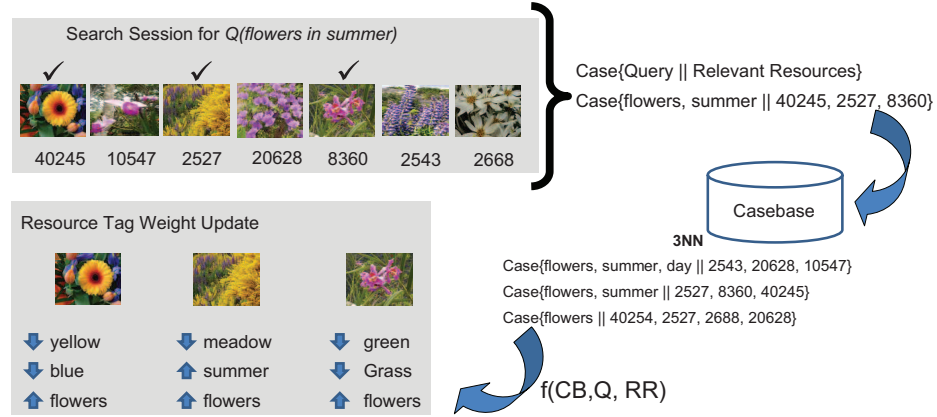 Search Session for Q(flowers in summer)
40245 10547 2527 20628 8360 2543 2668
Case{Query || Relevant Resources}
Case{flowers, summer || 40245, 2527, 8360}
Casebase
3NN
Case{flowers, summer, day || 2543, 20628, 10547}
Case{flowers, summer || 2527, 8360, 40245}
Case{flowers || 40254, 2527, 2688, 20628}
f(CB,Q, RR)
Resource Tag Weight Update
yellow meadow green
blue summer Grass
flowers flowers flowers